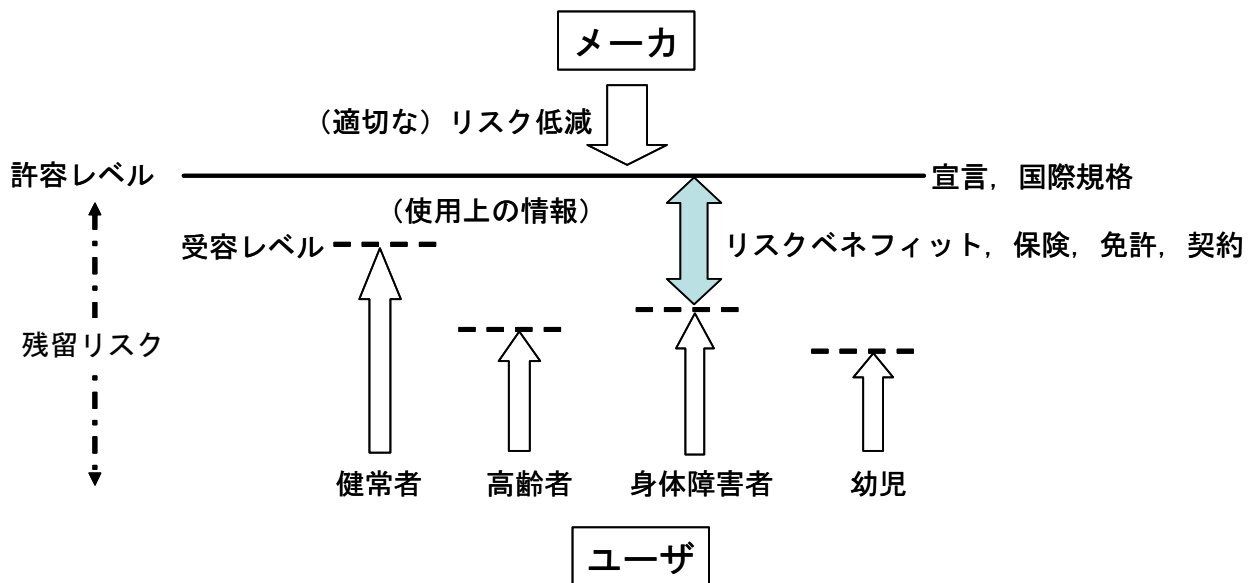 メーカ
（適切な）リスク低減
許容レベル
宣言，国際規格
（使用上の情報）
受容レベル
リスクベネフィット，保険，免許，契約
残留リスク
健常者
高齢者
身体障害者
幼児
ユーザ